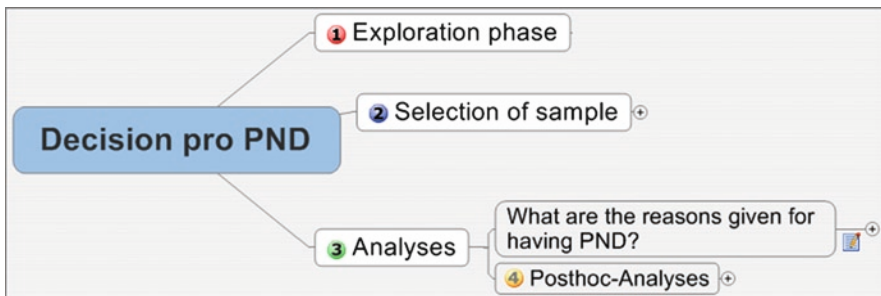 1 Exploration phase
2 Selection of sample
Decision pro PND
What are the reasons given for
having PND?
3 Analyses
4 Posthoc-Analyses